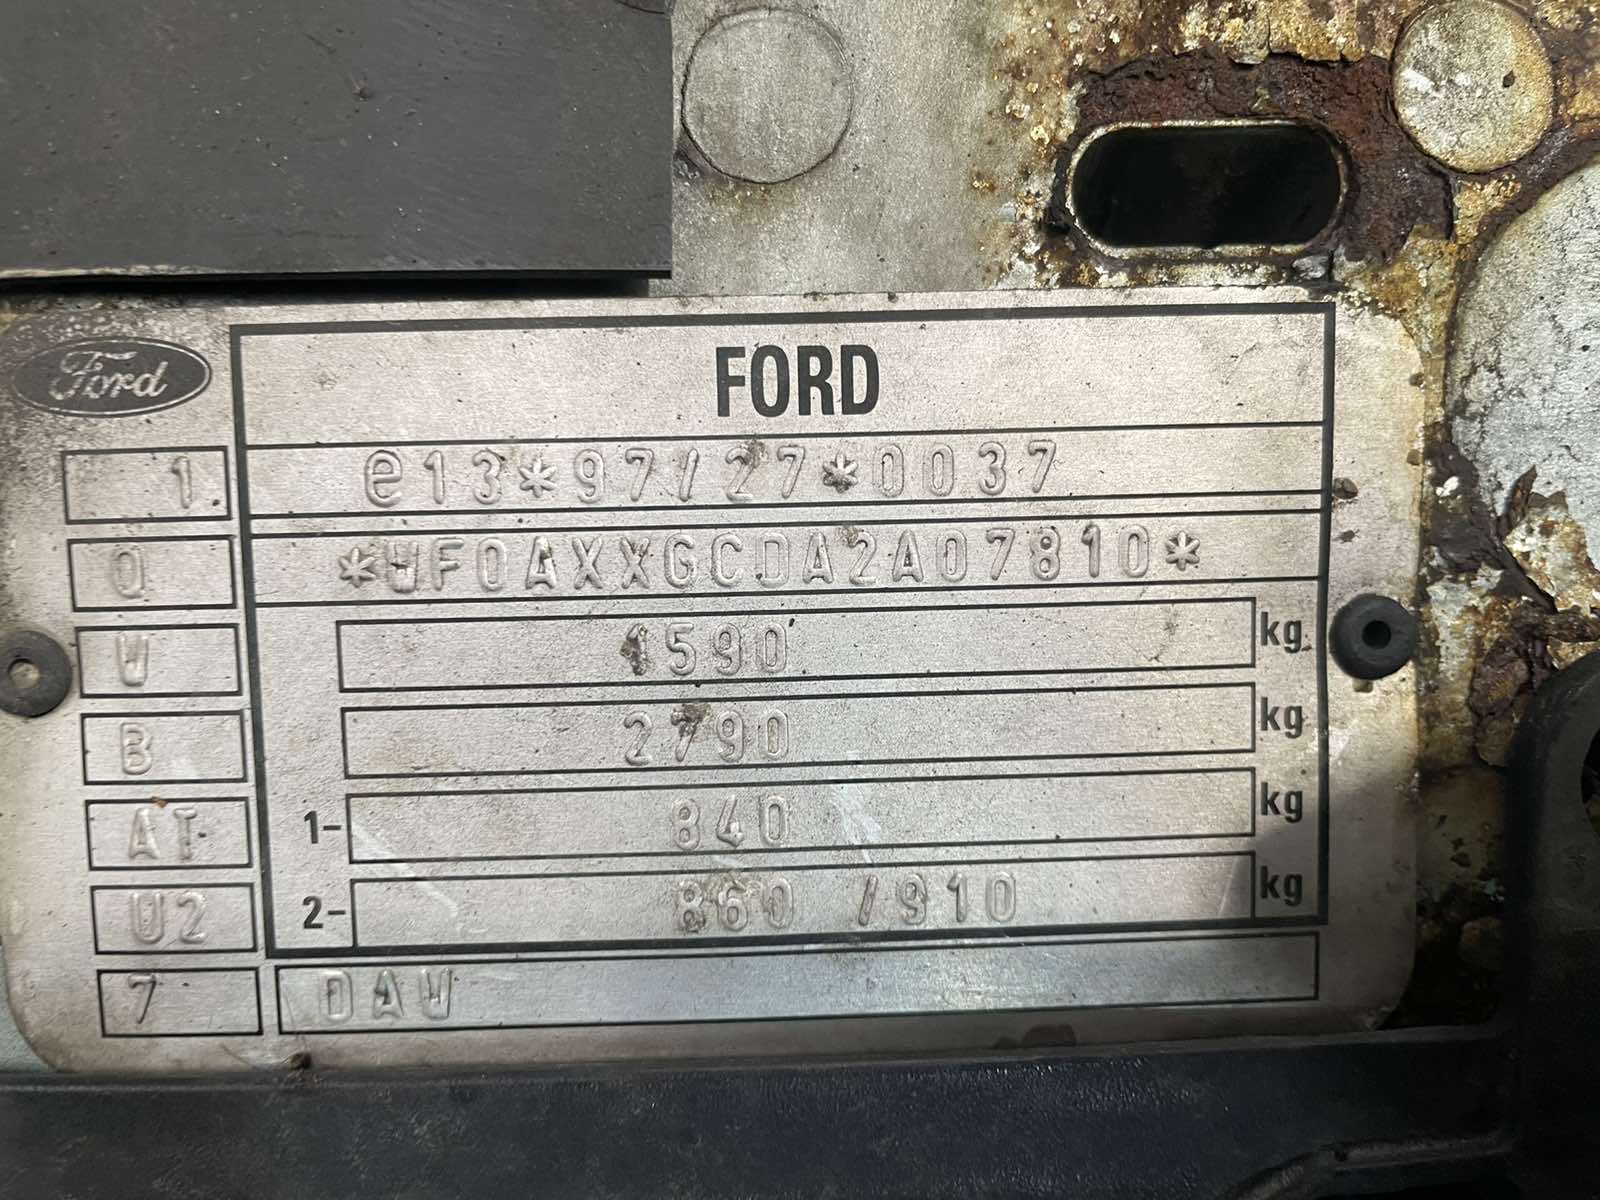 Ford
FORD
1 e13*97/27*0037
0 *WF0AXXGCDA2A07810*
W 1590 kg
B 2790 kg
AT 1- 840 kg
U2 2- 860 /910 kg
7 DAW